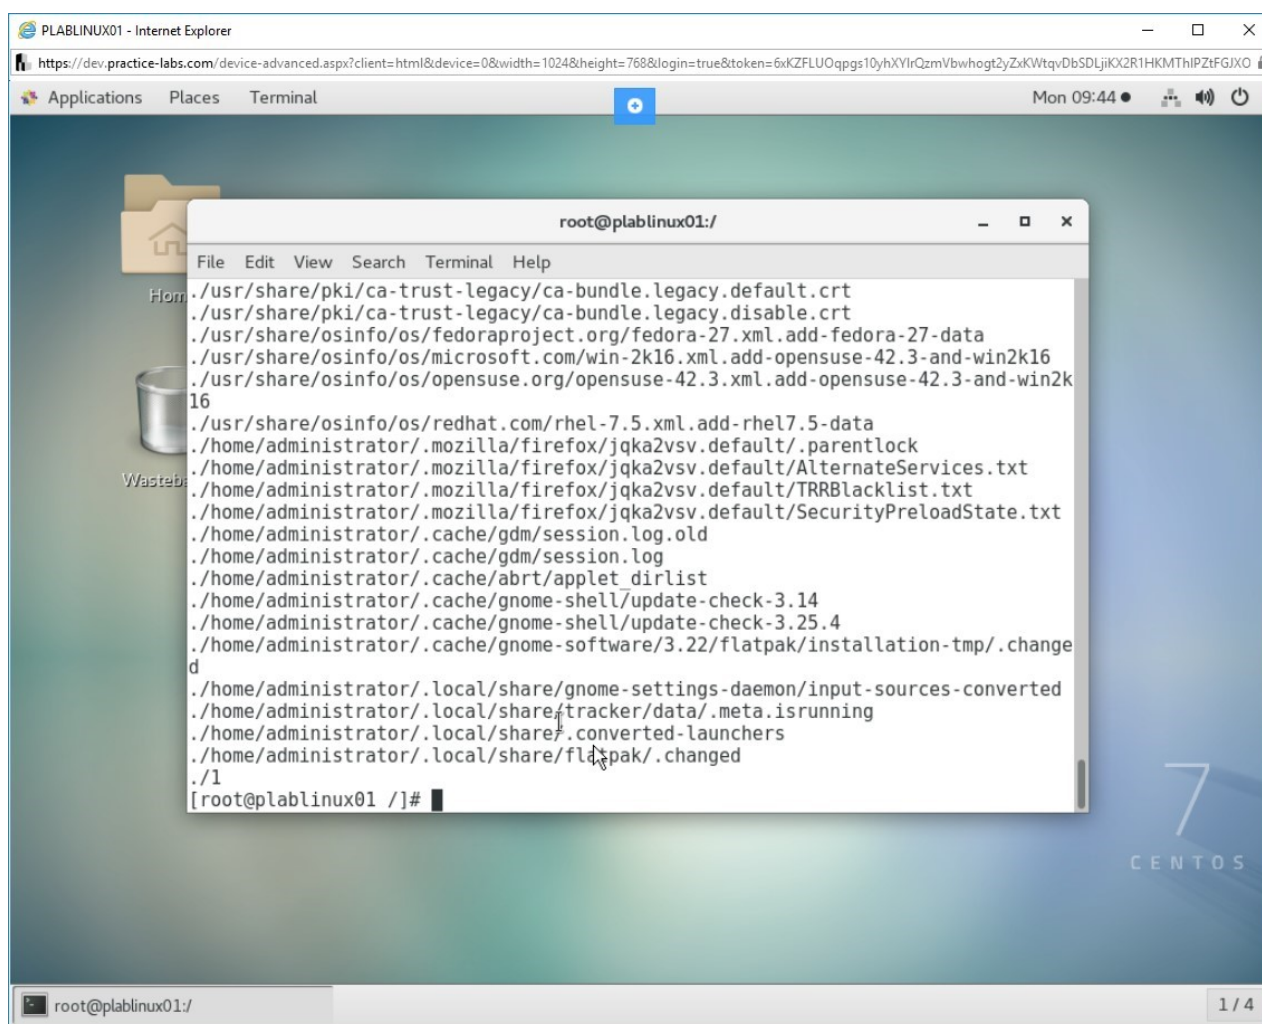 PLABLINUX01 - Internet Explorer
https://dev.practice-labs.com/device-advanced.aspx?client=html&device=0&width=1024&height=768&login=true&token=
Applications Places Terminal Mon 09:44
root@plablinux01:/
File Edit View Search Terminal Help
Hom
./usr/share/pki/ca-trust-legacy/ca-bundle.legacy.default.crt
./usr/share/pki/ca-trust-legacy/ca-bundle.legacy.disable.crt
./usr/share/osinfo/os/fedoraproject.org/fedora-27.xml.add-fedora-27-data
./usr/share/osinfo/os/microsoft.com/win-2k16.xml.add-opensuse-42.3-and-win2k16
./usr/share/osinfo/os/opensuse.org/opensuse-42.3.xml.add-opensuse-42.3-and-win2k
16
./usr/share/osinfo/os/redhat.com/rhel-7.5.xml.add-rhel7.5-data
./home/administrator/.mozilla/firefox/jqka2vsv.default/.parentlock
./home/administrator/.mozilla/firefox/jqka2vsv.default/AlternateServices.txt
Wasteb
./home/administrator/.mozilla/firefox/jqka2vsv.default/TRRBlacklist.txt
./home/administrator/.mozilla/firefox/jqka2vsv.default/SecurityPreloadState.txt
./home/administrator/.cache/gdm/session.log.old
./home/administrator/.cache/gdm/session.log
./home/administrator/.cache/abrt/applet_dirlist
./home/administrator/.cache/gnome-shell/update-check-3.14
./home/administrator/.cache/gnome-shell/update-check-3.25.4
./home/administrator/.cache/gnome-software/3.22/flatpak/installation-tmp/.change
d
./home/administrator/.local/share/gnome-settings-daemon/input-sources-converted
./home/administrator/.local/share/tracker/data/.meta.isrunning
./home/administrator/.local/share/.converted-launchers
./home/administrator/.local/share/flatpak/.changed
./1
[root@plablinux01 /]#
7
CENTOS
root@plablinux01:/
1 / 4